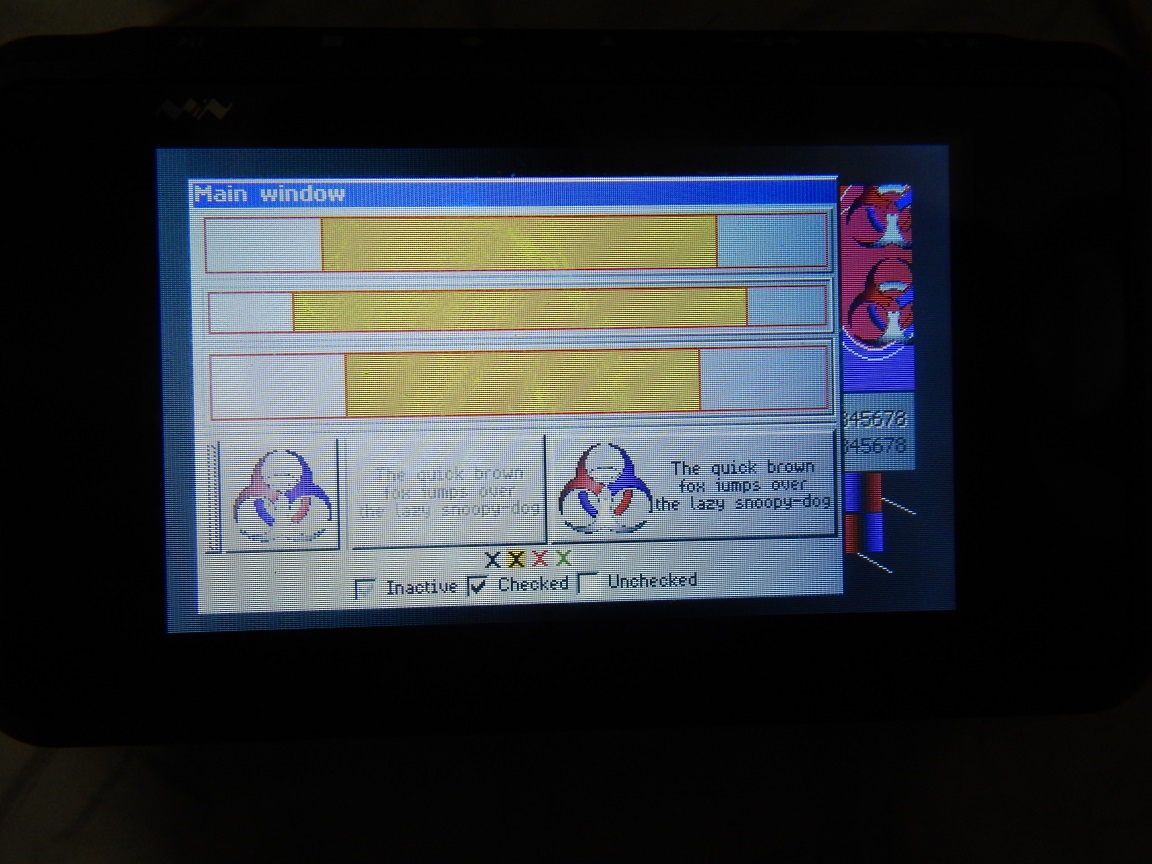 Main window
345678
345678
The quick brown
fox jumps over
the lazy snoopy-dog
The quick brown
fox jumps over
the lazy snoopy-dog
X X X X
Inactive Checked Unchecked